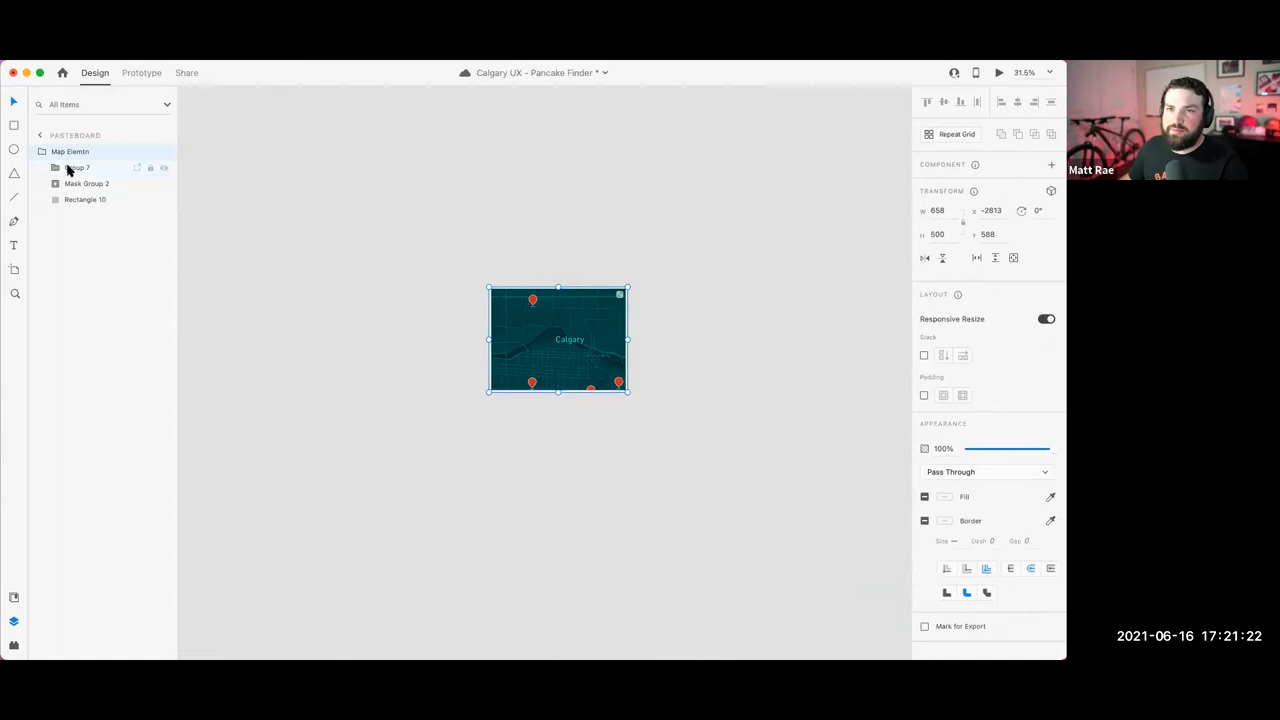 Design
Prototype
Share
Calgary UX - Pancake Finder *
31.5%
All Items
PASTEBOARD
Map Elemtn
Group 7
Mask Group 2
Rectangle 10
Calgary
Repeat Grid
COMPONENT
TRANSFORM
W 658 X -2813 0°
H 500 Y 588
LAYOUT
Responsive Resize
Stack
Padding
APPEARANCE
100%
Pass Through
Fill
Border
Size — Dash 0 Gap 0
Mark for Export
Matt Rae
2021-06-16 17:21:22